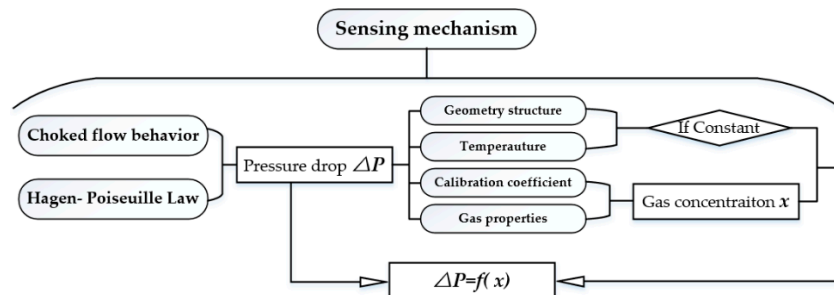 Sensing mechanism
Choked flow behavior
Hagen- Poiseuille Law
Pressure drop △P
Geometry structure
Temperauture
Calibration coefficient
Gas properties
If Constant
Gas concentraiton x
△P=f( x)